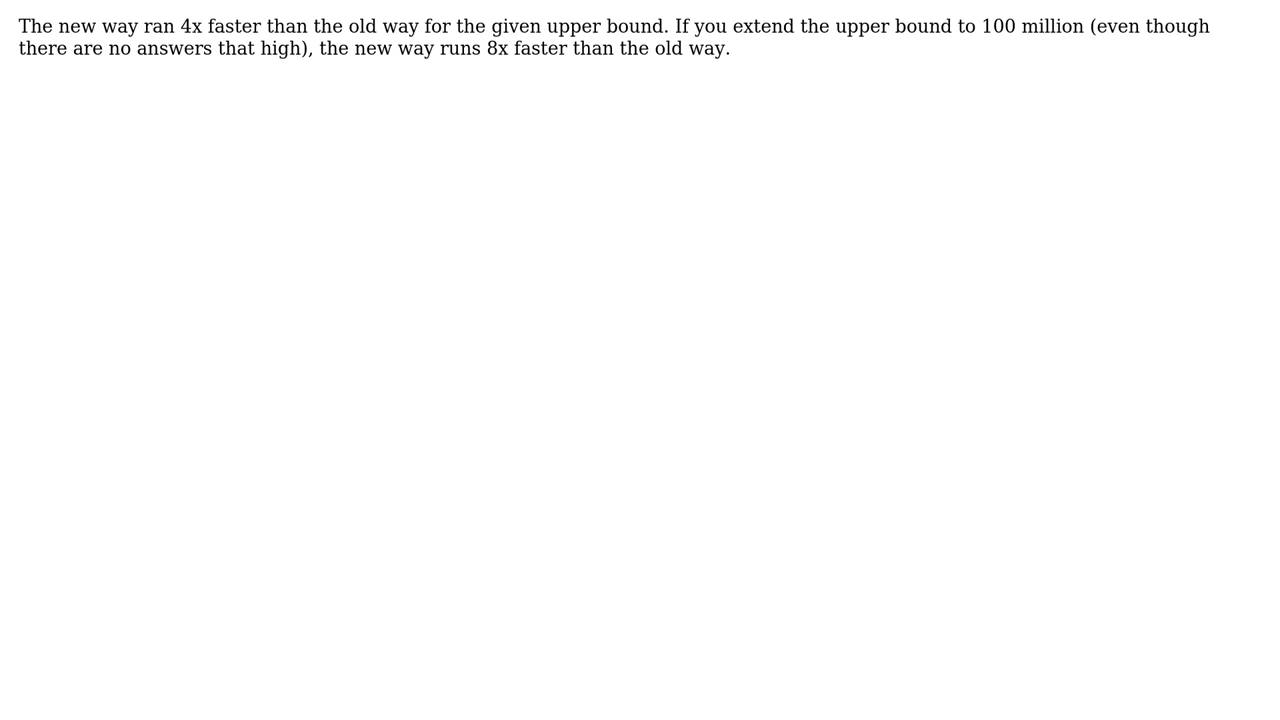 The new way ran 4x faster than the old way for the given upper bound. If you extend the upper bound to 100 million (even though
there are no answers that high), the new way runs 8x faster than the old way.